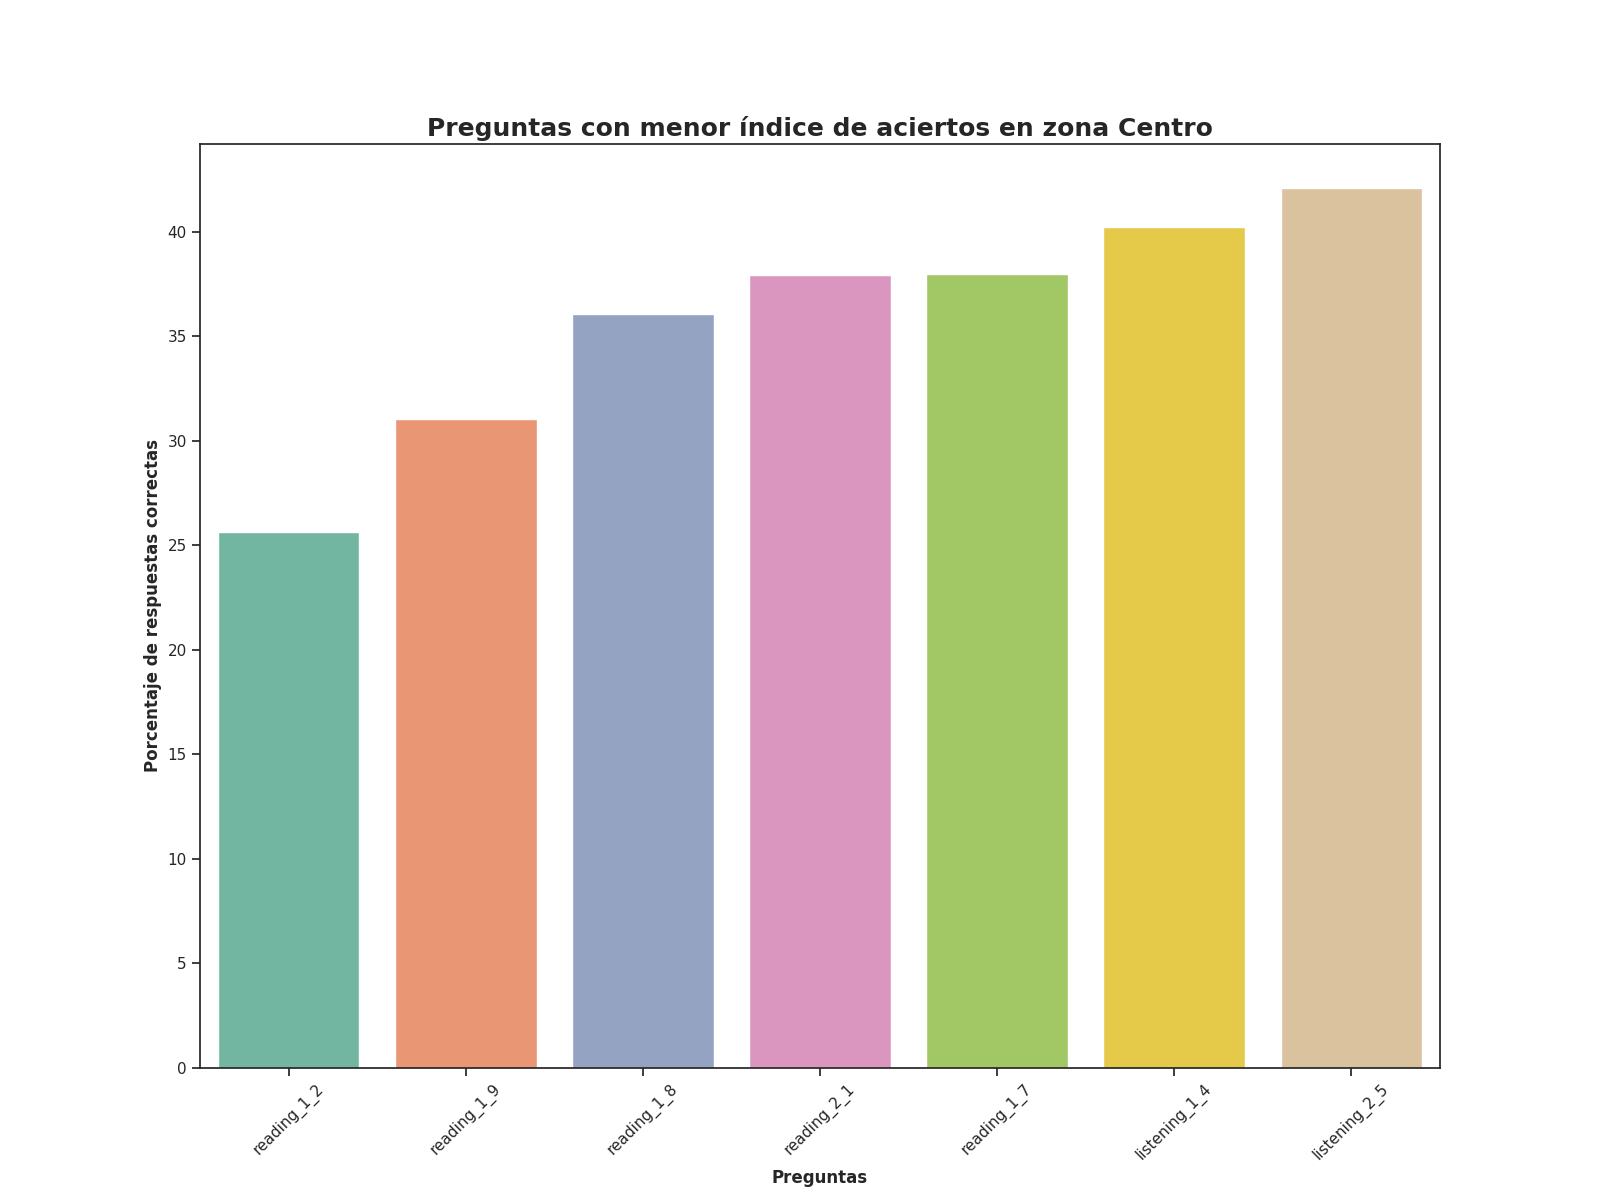 Preguntas con menor índice de aciertos en zona Centro
Porcentaje de respuestas correctas
40
35
30
25
20
15
10
5
0
reading_1_2
reading_1_9
reading_1_8
reading_2_1
reading_1_7
listening_1_4
listening_2_5
Preguntas